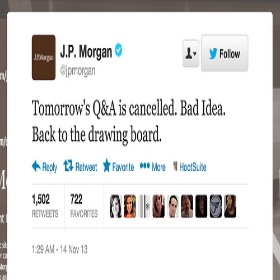 J.P.Morgan
J.P. Morgan
@jpmorgan
Follow
Tomorrow's Q&A is cancelled. Bad Idea.
Back to the drawing board.
Reply Retweet Favorite More HootSuite
1,502 722
RETWEETS FAVORITES
1:29 AM - 14 Nov 13